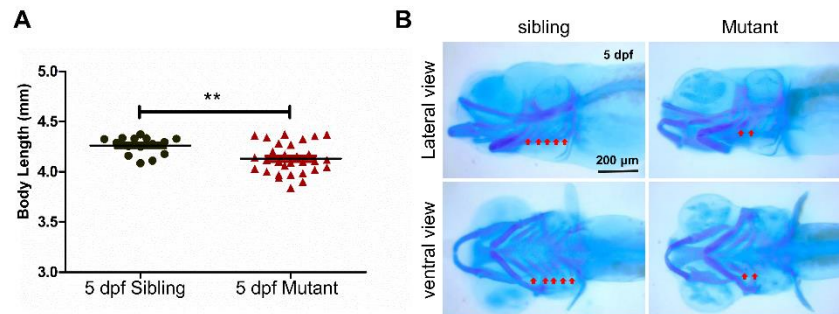 A
Body Length (mm)
5.0
4.5
4.0
3.5
3.0
**
5 dpf Sibling
5 dpf Mutant
B
sibling
Mutant
Lateral view
5 dpf
200 µm
ventral view